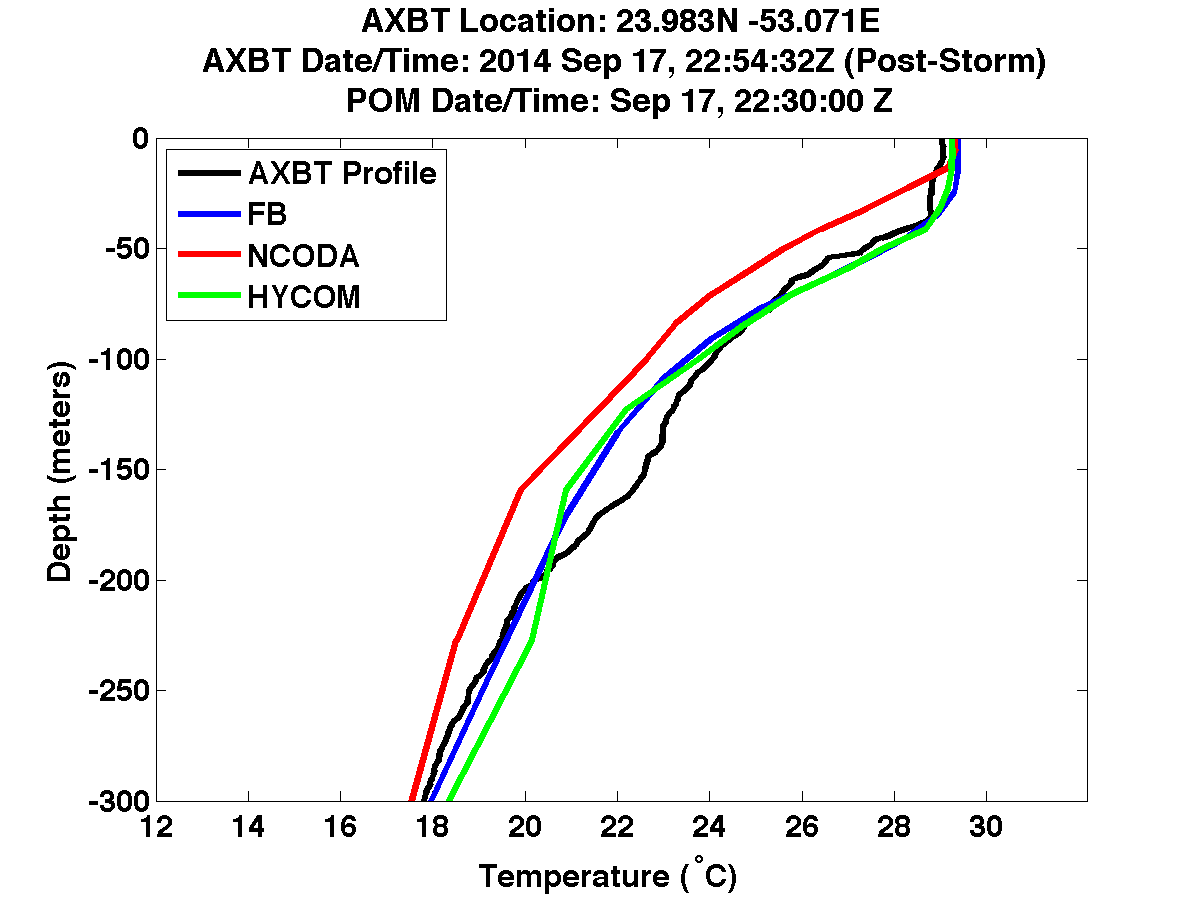 AXBT Location: 23.983N -53.071E
AXBT Date/Time: 2014 Sep 17, 22:54:32Z (Post-Storm)
POM Date/Time: Sep 17, 22:30:00 Z
AXBT Profile
FB
NCODA
HYCOM
0
-50
-100
-150
-200
-250
-300
Depth (meters)
12 14 16 18 20 22 24 26 28 30
Temperature (°C)